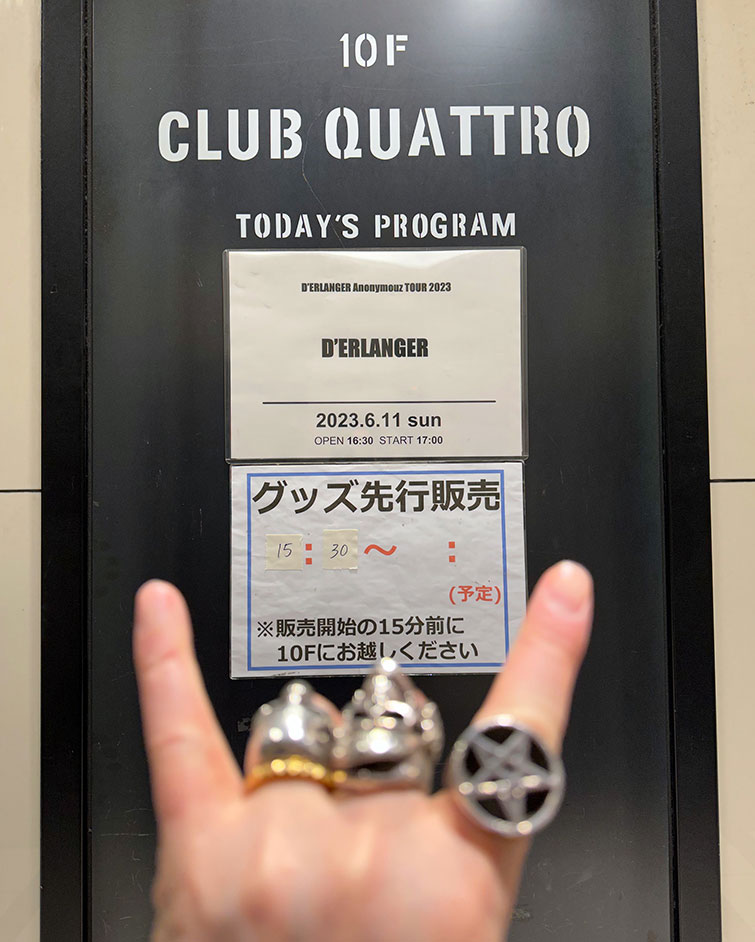 10F
CLUB QUATTRO
TODAY'S PROGRAM
D'ERLANGER Anonymouz TOUR 2023
D'ERLANGER
2023.6.11 sun
OPEN 16:30 START 17:00
グッズ先行販売
15:30〜 :
(予定)
※販売開始の15分前に
10Fにお越しください